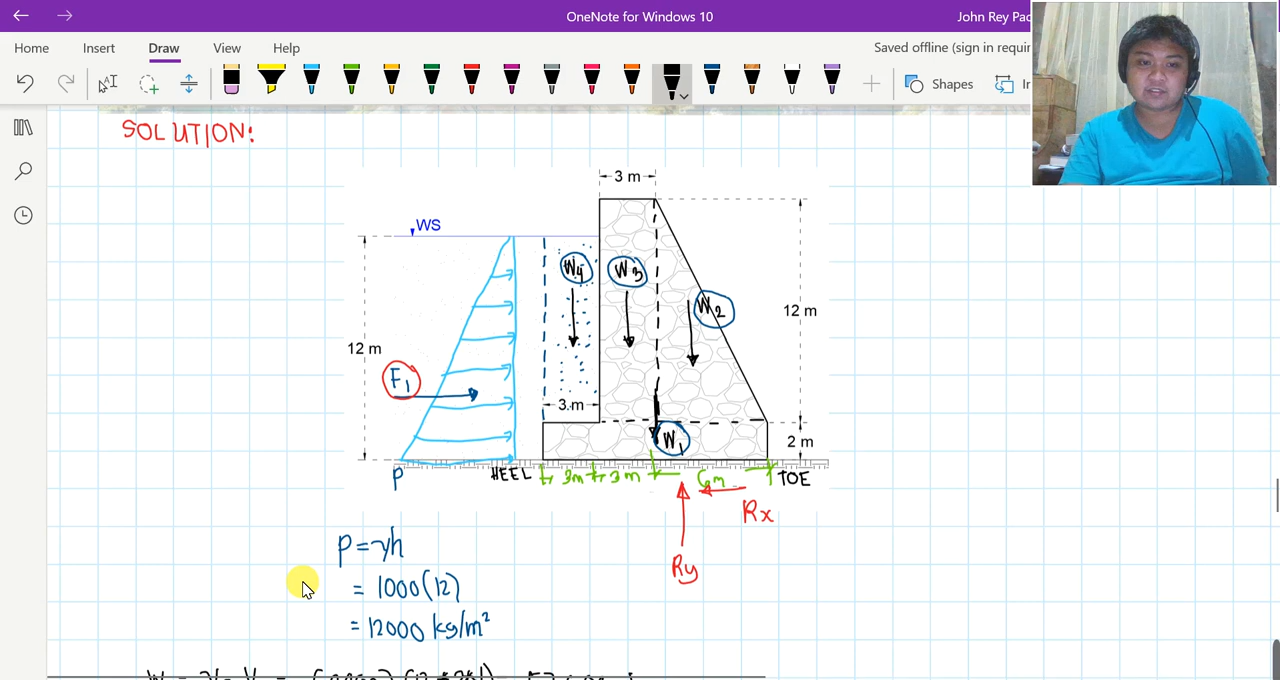 OneNote for Windows 10
John Rey Pac
Home
Insert
Draw
View
Help
Saved offline (sign in requir
Shapes
In
SOLUTION:
3 m
WS
W4
W3
W2
12 m
12 m
F1
3 m
W1
2 m
P
HEEL
3m
3m
6m
TOE
Rx
Ry
P = γh
= 1000(12)
= 12000 kg/m²